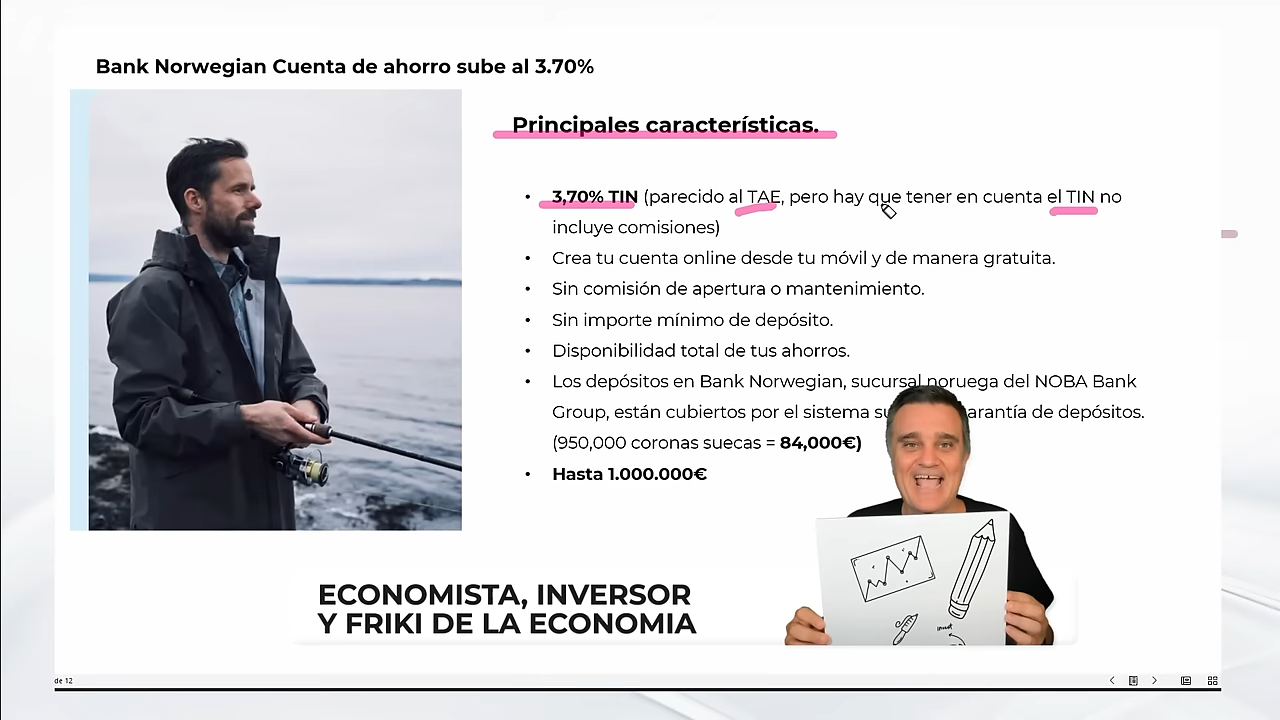 Bank Norwegian Cuenta de ahorro sube al 3.70%
Principales características.
• 3,70% TIN (parecido al TAE, pero hay que tener en cuenta el TIN no
incluye comisiones)
• Crea tu cuenta online desde tu móvil y de manera gratuita.
• Sin comisión de apertura o mantenimiento.
• Sin importe mínimo de depósito.
• Disponibilidad total de tus ahorros.
• Los depósitos en Bank Norwegian, sucursal noruega del NOBA Bank
Group, están cubiertos por el sistema depósitos.
(950,000 coronas suecas = 84,000€)
• Hasta 1.000.000€
ECONOMISTA, INVERSOR
Y FRIKI DE LA ECONOMIA
de 12